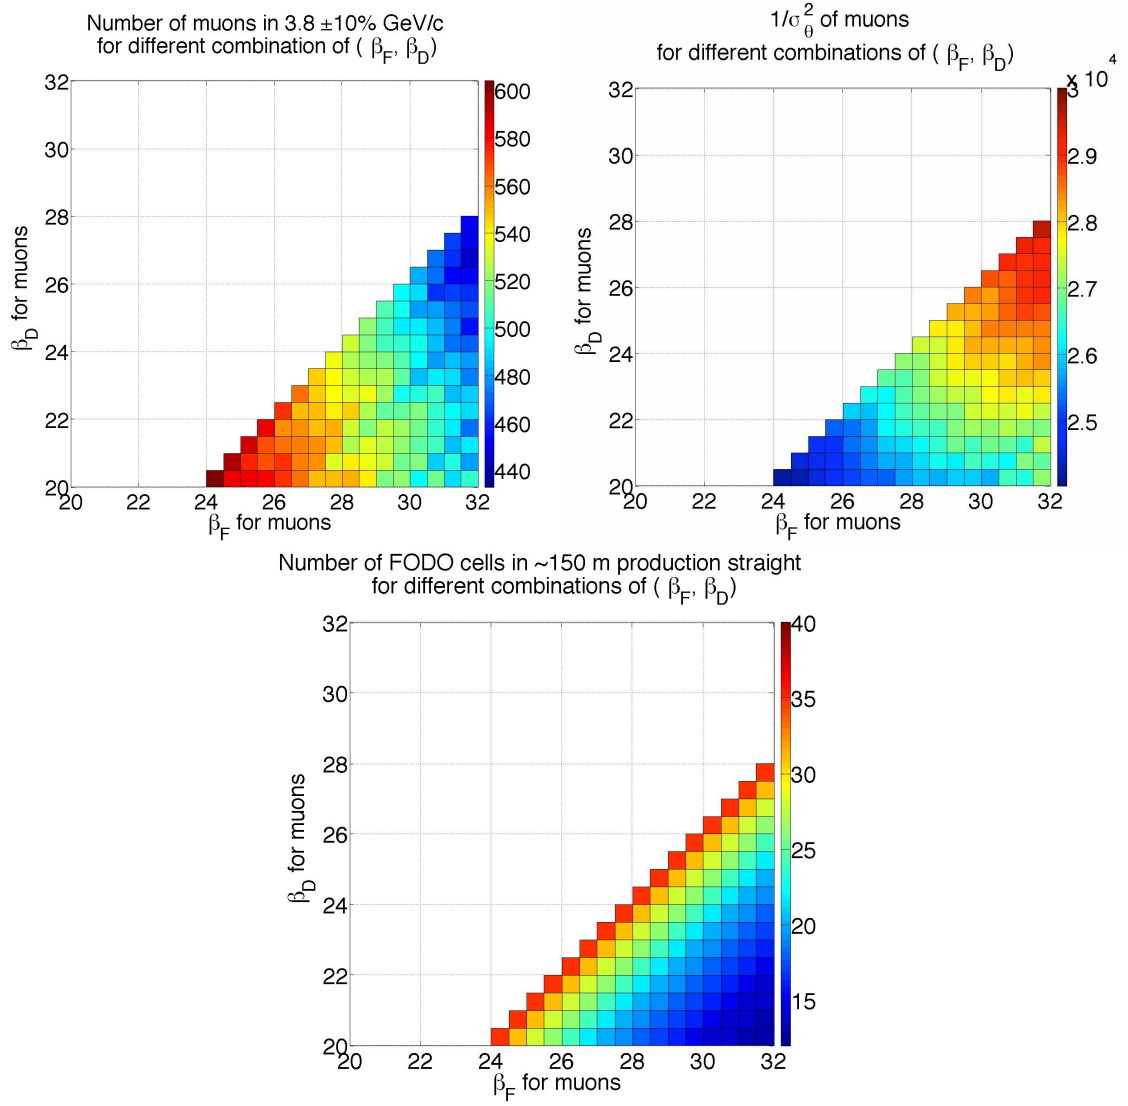 Number of muons in 3.8 ±10% GeV/c
for different combination of ( β_F, β_D)
32
30
28
26
24
22
20
β_D for muons
20 22 24 26 28 30 32
β_F for muons
600
580
560
540
520
500
480
460
440
1/σ_θ^2 of muons
for different combinations of ( β_F, β_D)
x 10^4
32
30
28
26
24
22
20
β_D for muons
20 22 24 26 28 30 32
β_F for muons
3
2.9
2.8
2.7
2.6
2.5
Number of FODO cells in ~150 m production straight
for different combinations of ( β_F, β_D)
32
30
28
26
24
22
20
β_D for muons
20 22 24 26 28 30 32
β_F for muons
40
35
30
25
20
15